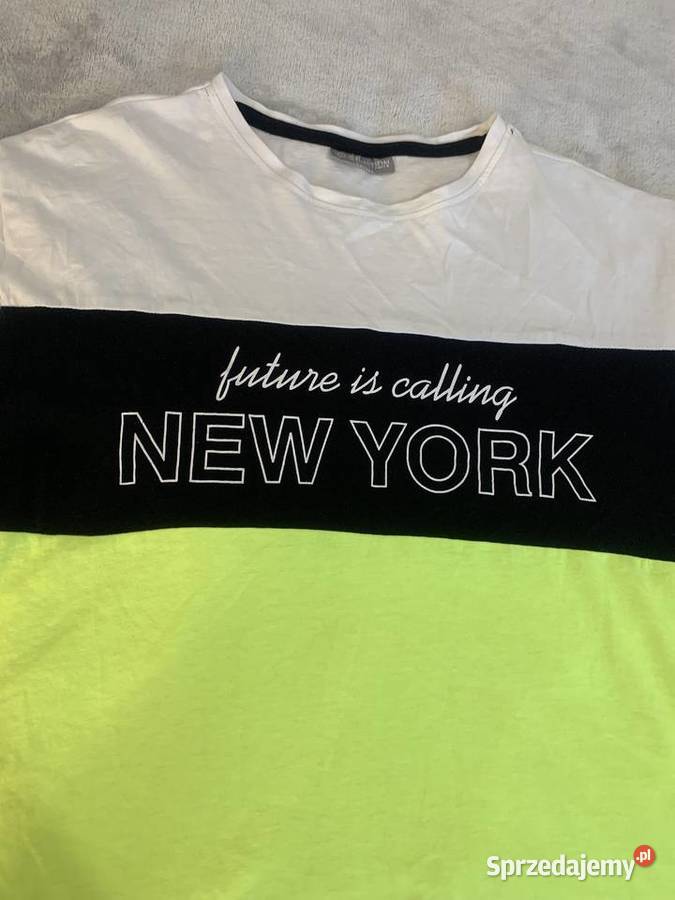 future is calling
NEW YORK
Sprzedajemy.pl